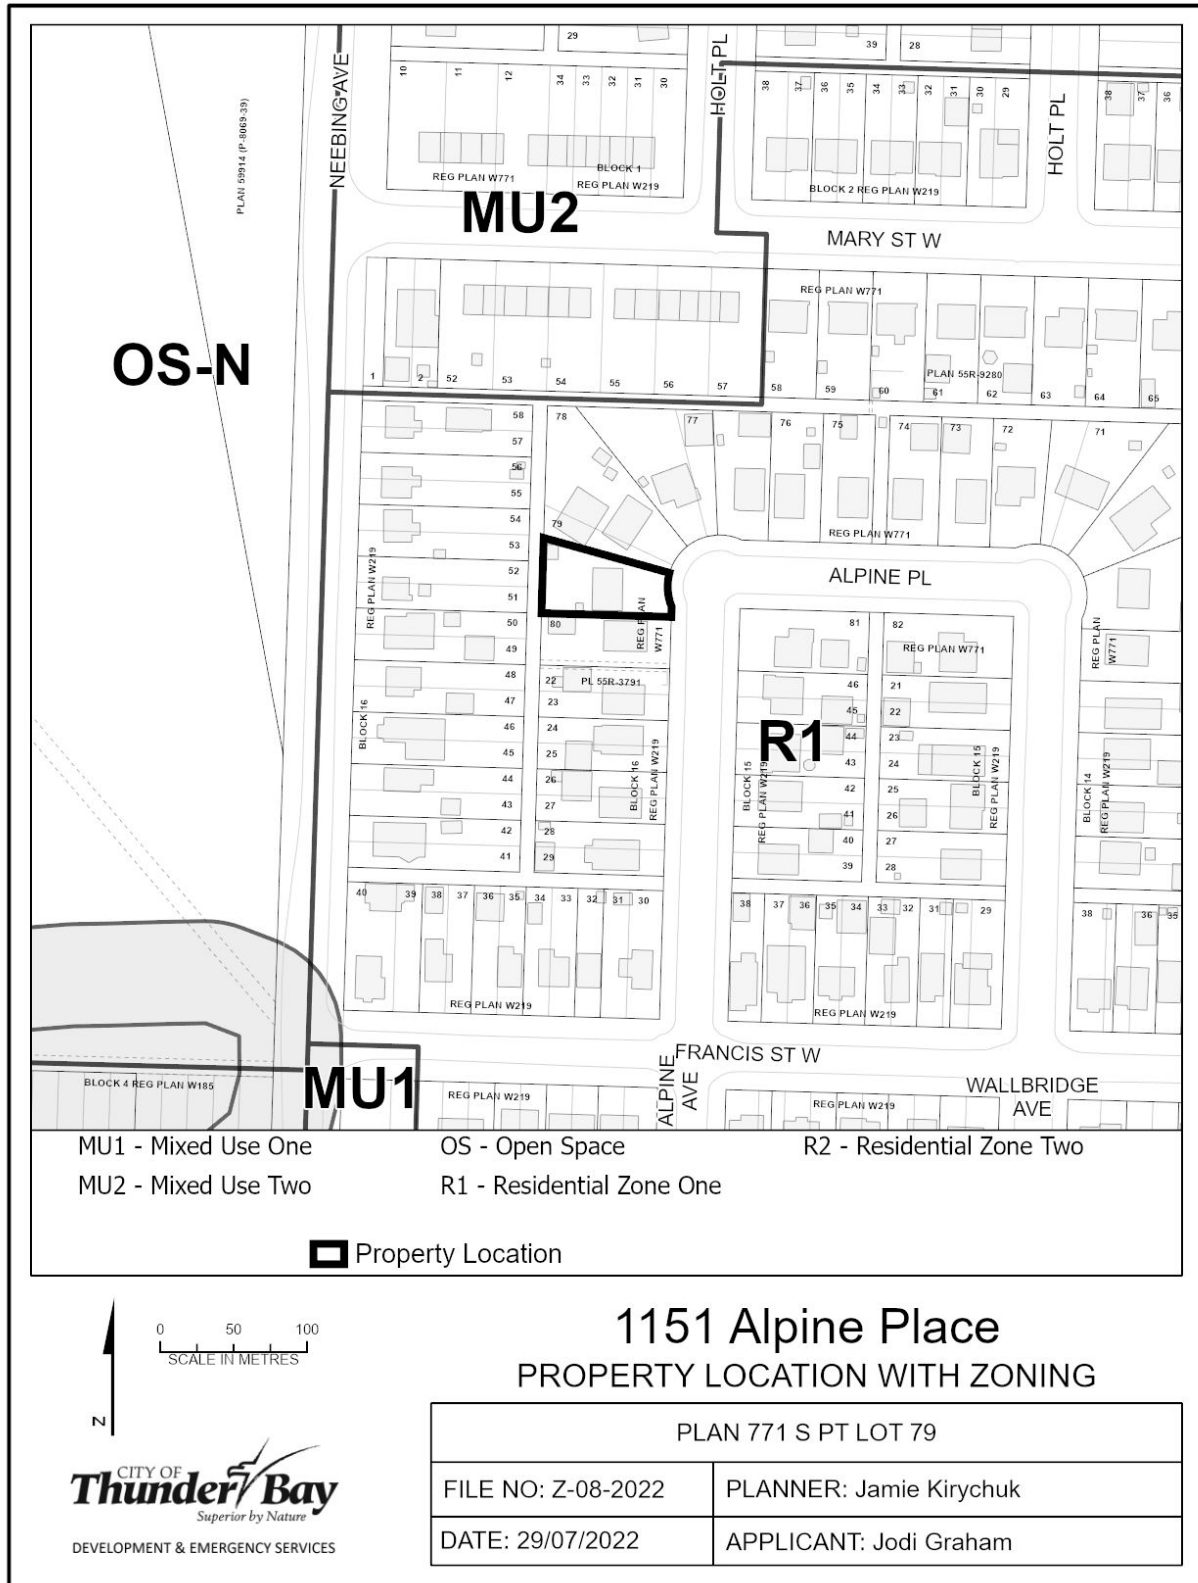 29
39
28
NEEBING AVE
HOLT PL
HOLT PL
PLAN 59914 (P-8069-39)
10
11
12
34
33
32
31
30
38
37
36
35
34
33
32
31
30
29
38
37
36
BLOCK 1
REG PLAN W771
REG PLAN W219
BLOCK 2 REG PLAN W219
MU2
MARY ST W
REG PLAN W771
OS-N
PLAN 55R-9280
1
2
52
53
54
55
56
57
58
59
60
61
62
63
64
65
58
57
56
55
54
53
52
51
50
49
48
47
46
45
44
43
42
41
78
77
76
75
74
73
72
71
79
REG PLAN W771
ALPINE PL
REG PLAN W219
BLOCK 16
80
REG PLAN
W771
22
PL 55R-3791
23
24
25
26
27
28
29
BLOCK 16
REG PLAN W219
81
82
REG PLAN W771
46
45
44
43
42
41
40
39
21
22
23
24
25
26
27
28
R1
BLOCK 15
REG PLAN W219
BLOCK 15
REG PLAN W219
REG PLAN
W771
BLOCK 14
REG PLAN W219
40
39
38
37
36
35
34
33
32
31
30
38
37
36
35
34
33
32
31
29
38
36
35
REG PLAN W219
REG PLAN W219
FRANCIS ST W
ALPINE
AVE
WALLBRIDGE
AVE
BLOCK 4 REG PLAN W185
MU1
REG PLAN W219
REG PLAN W219
MU1 - Mixed Use One
OS - Open Space
R2 - Residential Zone Two
MU2 - Mixed Use Two
R1 - Residential Zone One
Property Location
0 50 100
SCALE IN METRES
Z
1151 Alpine Place
PROPERTY LOCATION WITH ZONING
PLAN 771 S PT LOT 79
FILE NO: Z-08-2022
PLANNER: Jamie Kirychuk
DATE: 29/07/2022
APPLICANT: Jodi Graham
CITY OF
Thunder Bay
Superior by Nature
DEVELOPMENT & EMERGENCY SERVICES